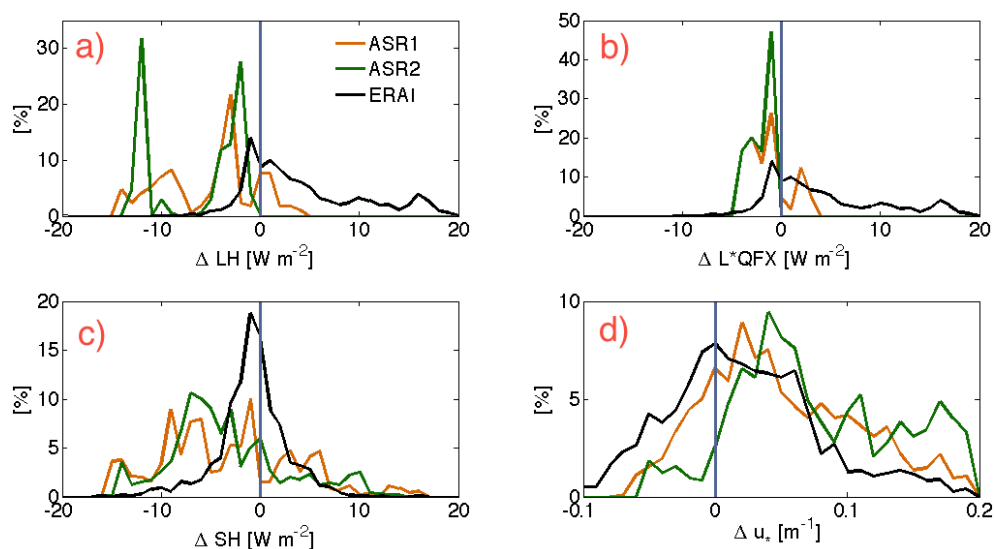 a)
ASR1
ASR2
ERAI
[%]
30
20
10
0
-20 -10 0 10 20
Δ LH [W m⁻²]
b)
[%]
50
40
30
20
10
0
-20 -10 0 10 20
Δ L*QFX [W m⁻²]
c)
[%]
20
15
10
5
0
-20 -10 0 10 20
Δ SH [W m⁻²]
d)
[%]
10
5
0
-0.1 0 0.1 0.2
Δ u* [m⁻¹]